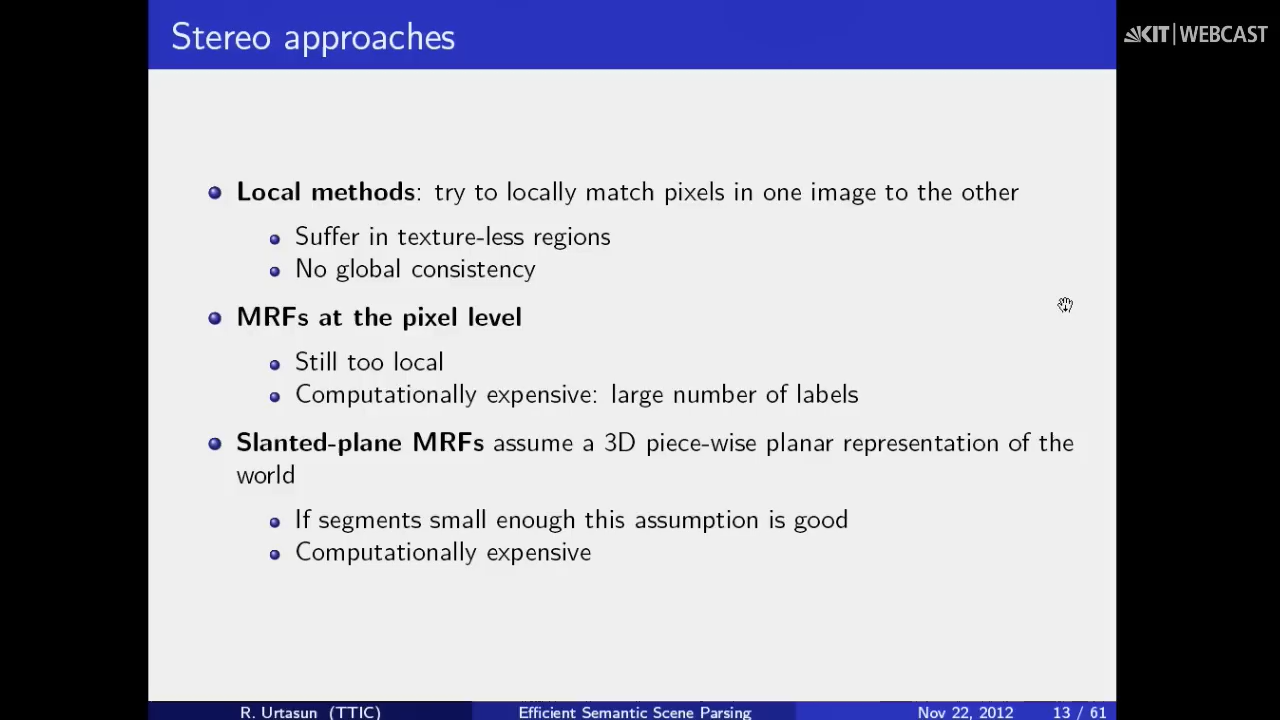 Stereo approaches
KIT | WEBCAST
Local methods: try to locally match pixels in one image to the other
Suffer in texture-less regions
No global consistency
MRFs at the pixel level
Still too local
Computationally expensive: large number of labels
Slanted-plane MRFs assume a 3D piece-wise planar representation of the
world
If segments small enough this assumption is good
Computationally expensive
R. Urtasun (TTIC) Efficient Semantic Scene Parsing Nov 22, 2012 13 / 61